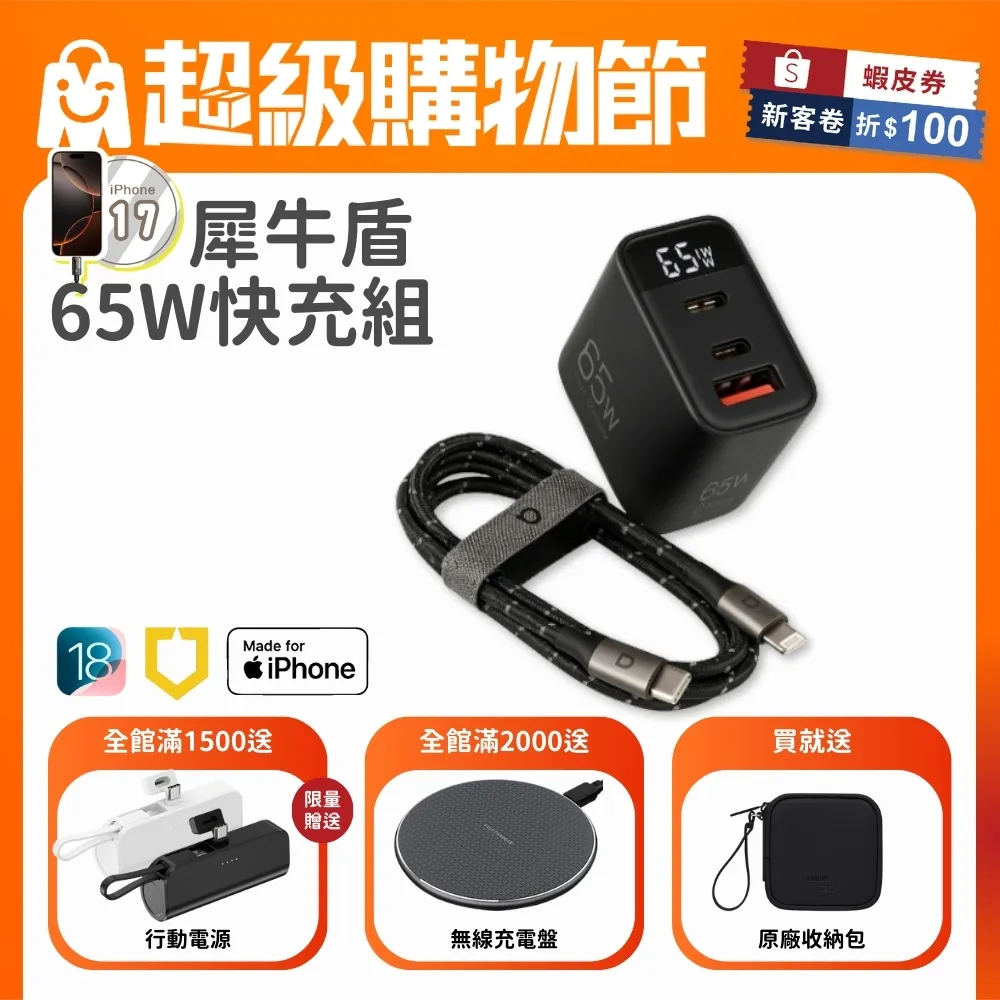 超級購物節
S 蝦皮券
新客卷 折$100
iPhone
17
犀牛盾
65W快充組
65W
65W
65W
18
Made for
iPhone
全館滿1500送
全館滿2000送
買就送
限量
贈送
行動電源
無線充電盤
原廠收納包